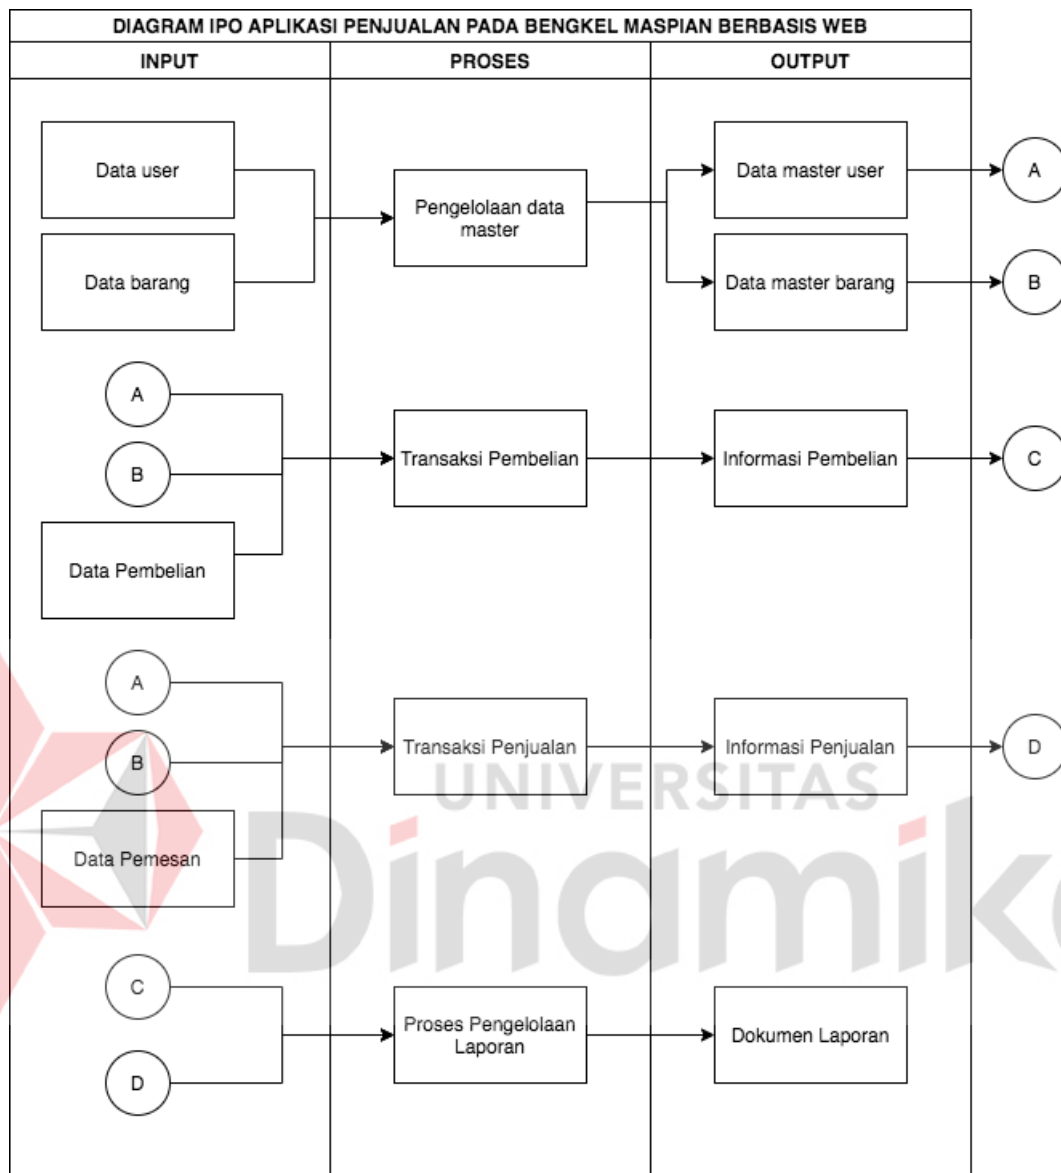 DIAGRAM IPO APLIKASI PENJUALAN PADA BENGKEL MASPIAN BERBASIS WEB
INPUT
PROSES
OUTPUT
Data user
Data barang
Pengelolaan data
master
Data master user
Data master barang
A
B
A
B
Data Pembelian
Transaksi Pembelian
Informasi Pembelian
C
A
B
Data Pemesan
Transaksi Penjualan
Informasi Penjualan
D
UNIVERSITAS
Dinamika
C
D
Proses Pengelolaan
Laporan
Dokumen Laporan